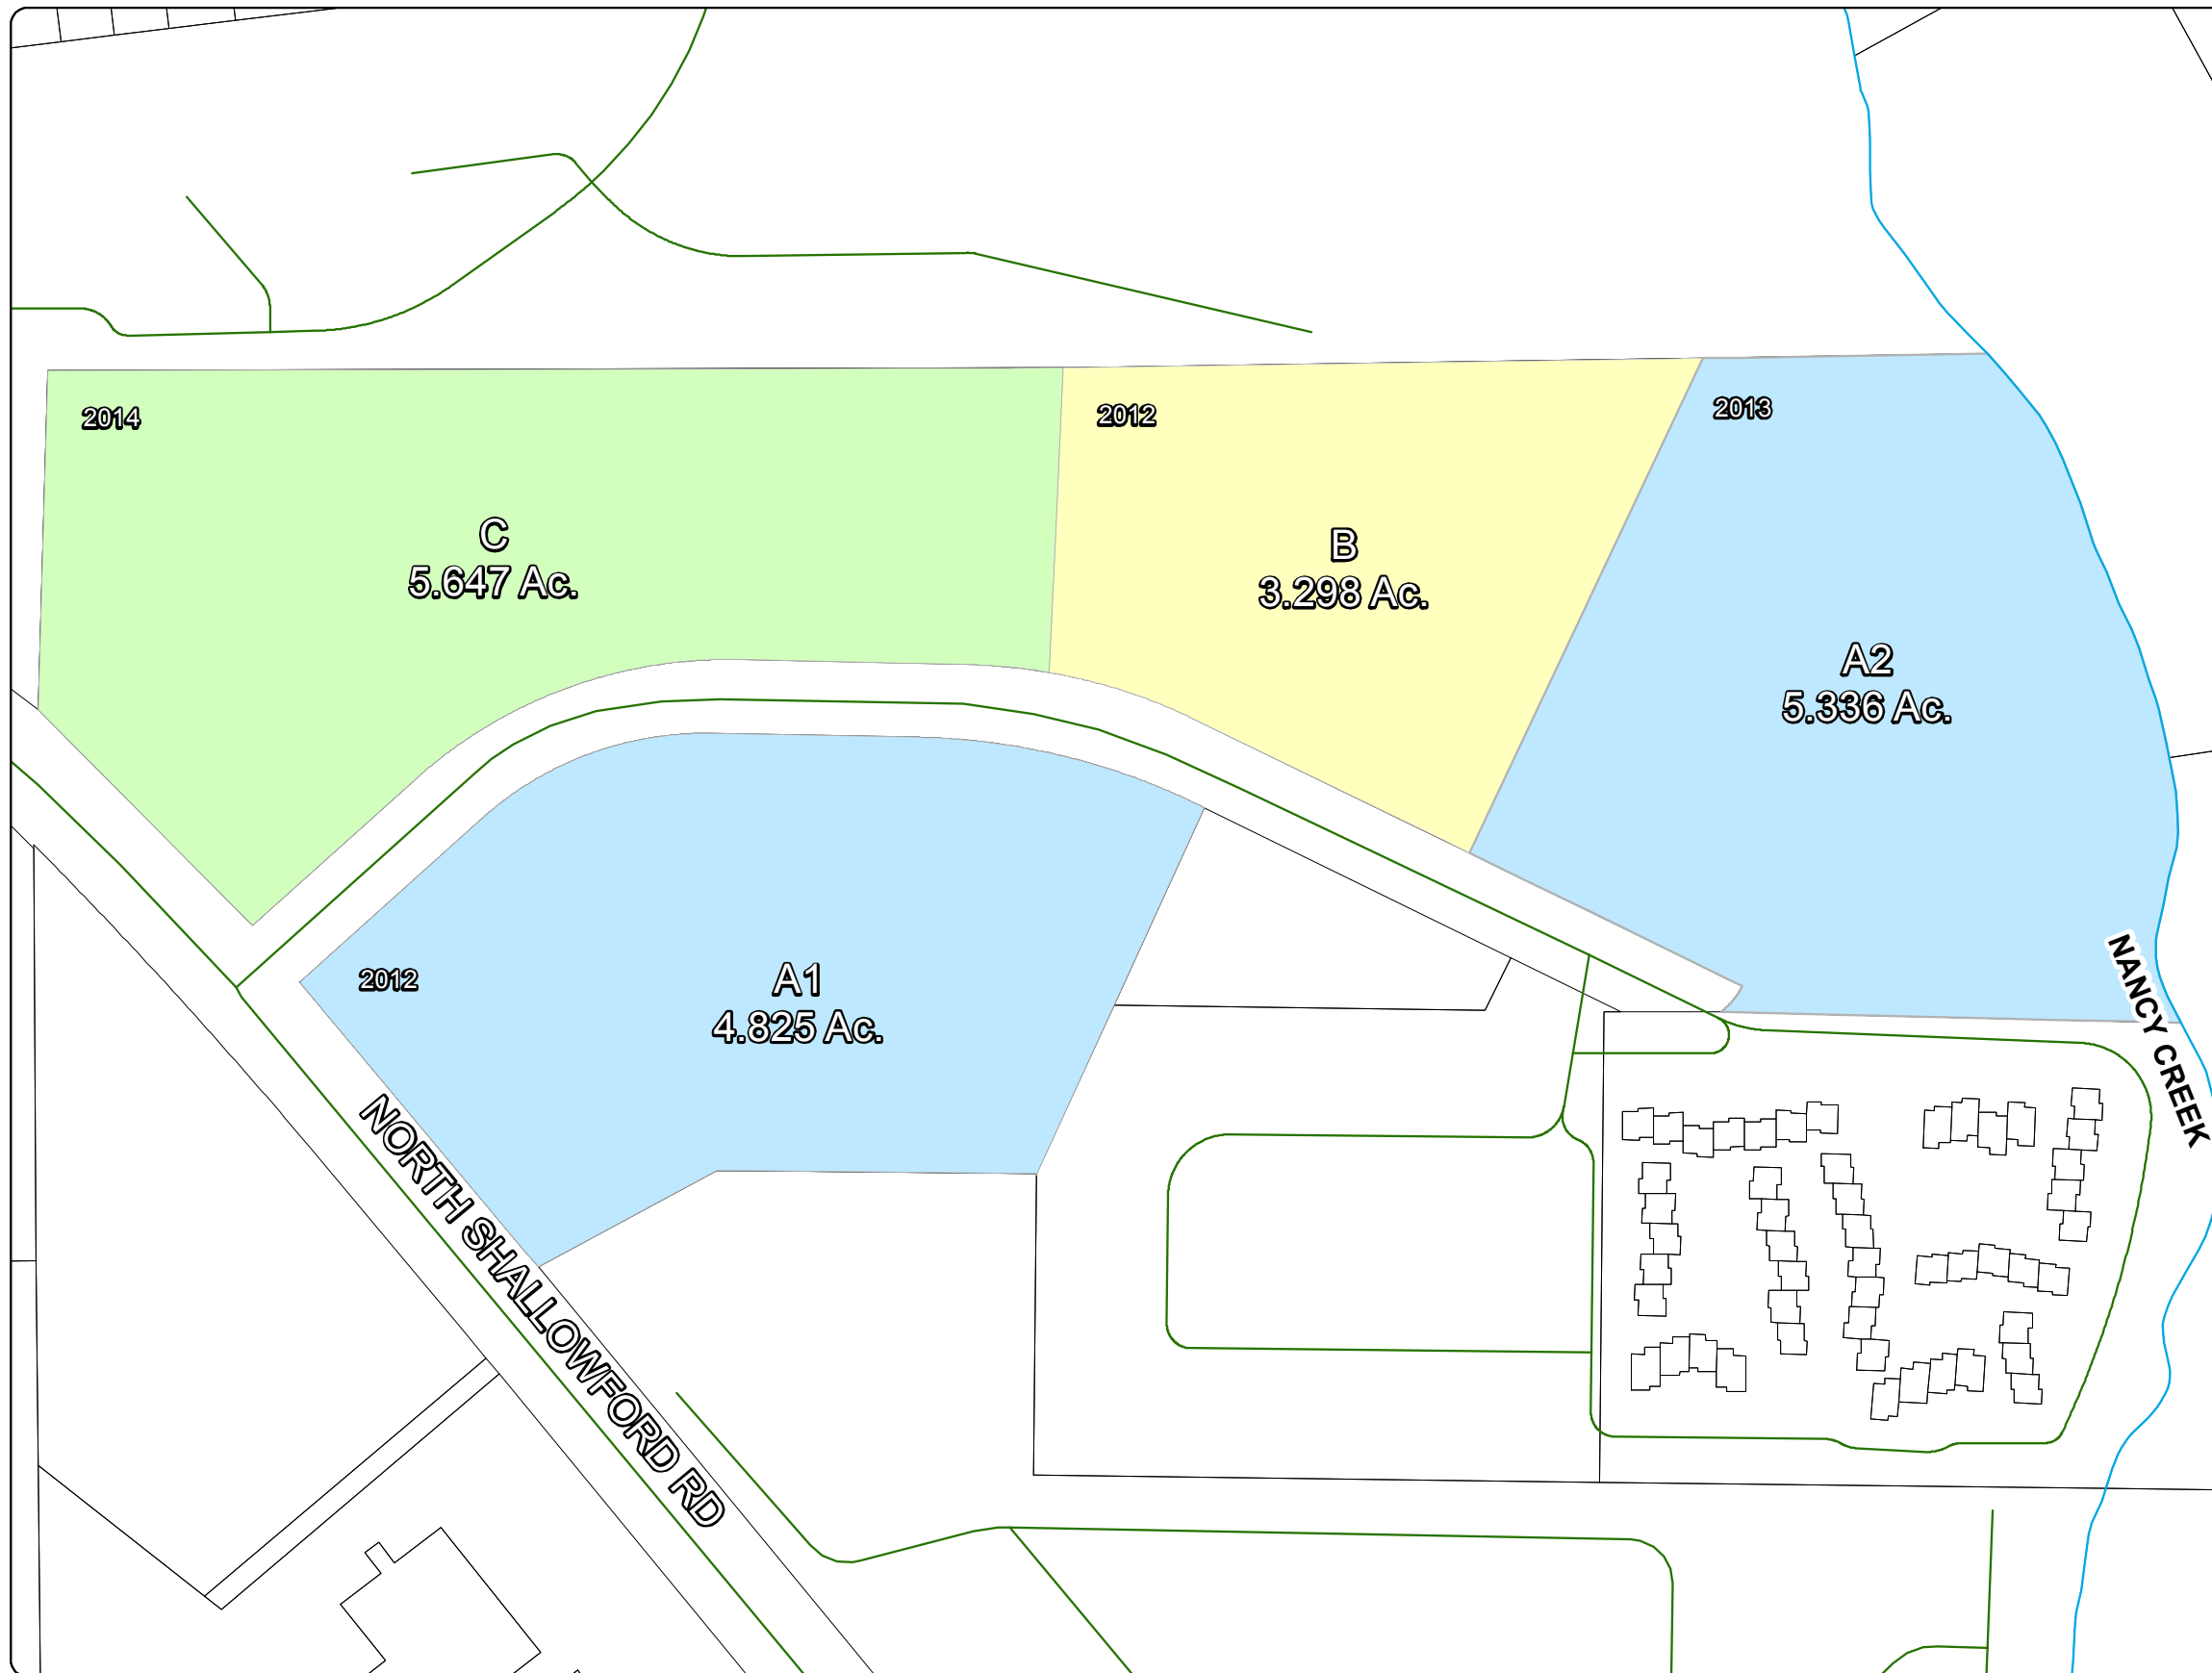 2014
C
5.647 Ac.
2012
B
3.298 Ac.
2013
A2
5.336 Ac.
2012
A1
4.825 Ac.
NANCY CREEK
NORTH SHALLOWFORD RD